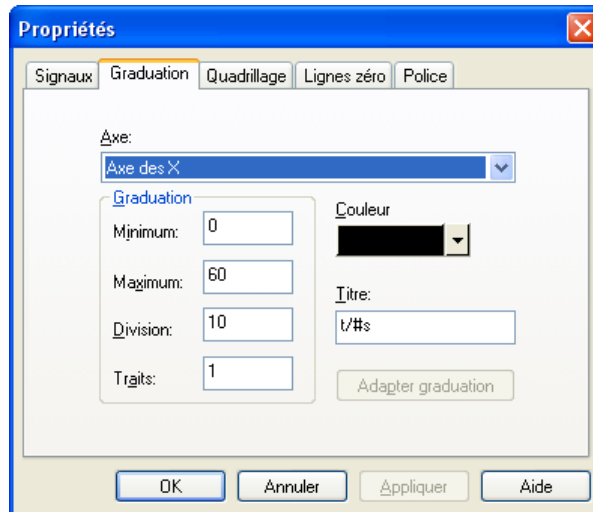 Propriétés
Signaux Graduation Quadrillage Lignes zéro Police
Axe:
Axe des X
Graduation
Minimum: 0
Maximum: 60
Division: 10
Traits: 1
Couleur
Titre:
t/#s
Adapter graduation
OK Annuler Appliquer Aide